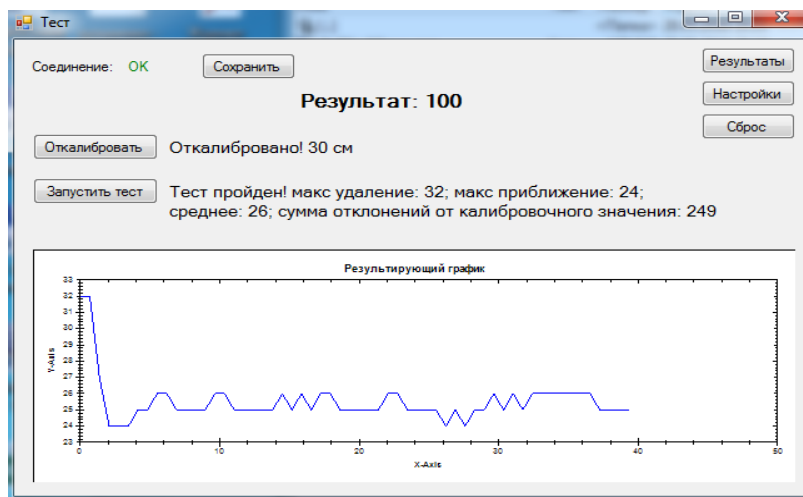 Тест
Соединение: OK
Сохранить
Результаты
Результат: 100
Настройки
Сброс
Откалибровать
Откалибровано! 30 см
Запустить тест
Тест пройден! макс удаление: 32; макс приближение: 24;
среднее: 26; сумма отклонений от калибровочного значения: 249
Результирующий график
33
32
31
30
29
28
27
26
25
24
23
Y-Axis
0 10 20 30 40 50
X-Axis